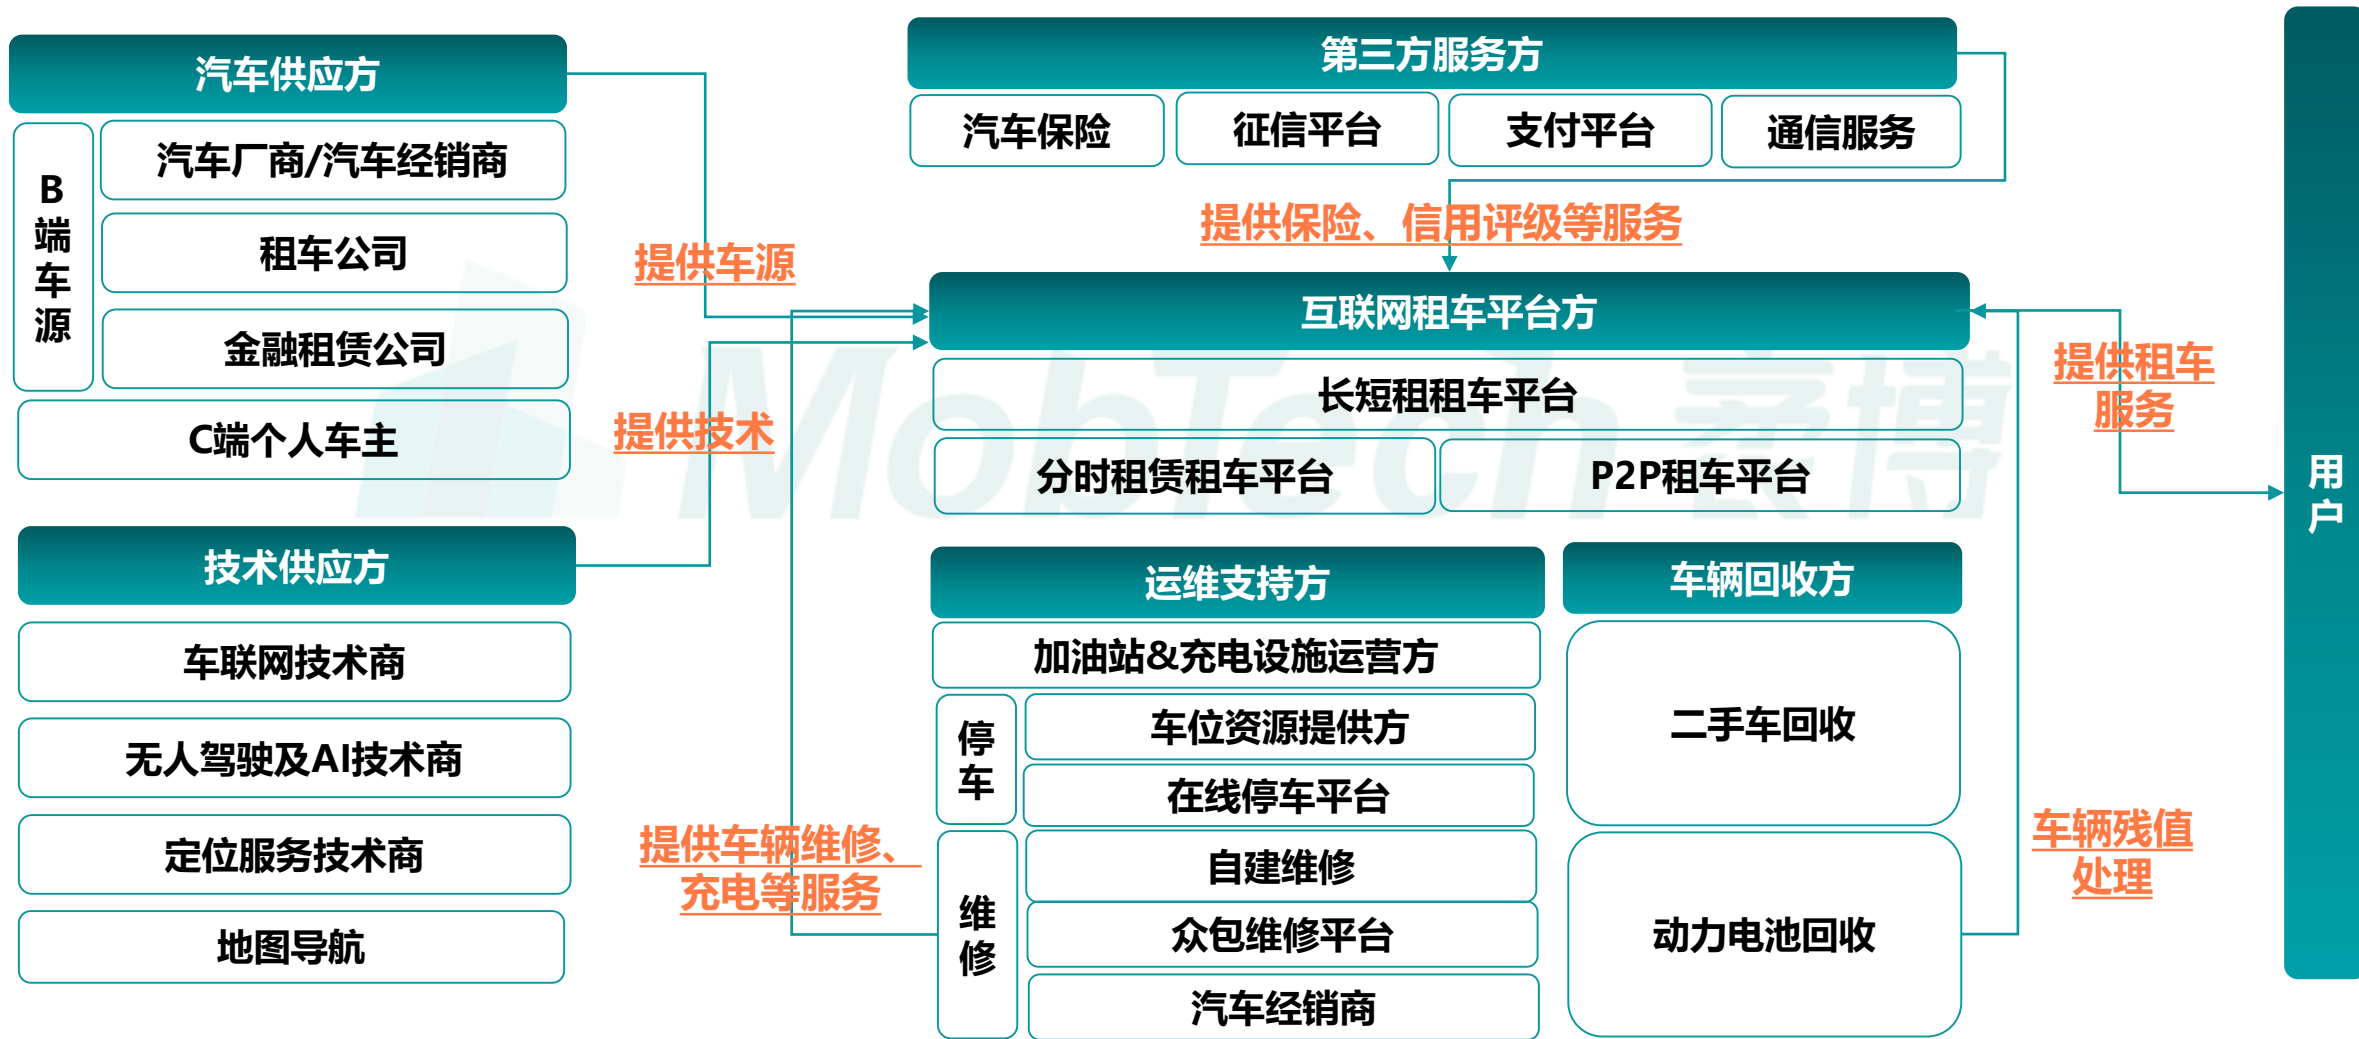 汽车供应方
B
端
车
源
汽车厂商/汽车经销商
租车公司
金融租赁公司
C端个人车主
技术供应方
车联网技术商
无人驾驶及AI技术商
定位服务技术商
地图导航
提供车源
提供技术
提供车辆维修、
充电等服务
第三方服务方
汽车保险
征信平台
支付平台
通信服务
提供保险、信用评级等服务
互联网租车平台方
长短租租车平台
分时租赁租车平台
P2P租车平台
运维支持方
加油站&充电设施运营方
停
车
车位资源提供方
在线停车平台
维
修
自建维修
众包维修平台
汽车经销商
车辆回收方
二手车回收
动力电池回收
提供租车
服务
车辆残值
处理
用
户
MobTech 袤博